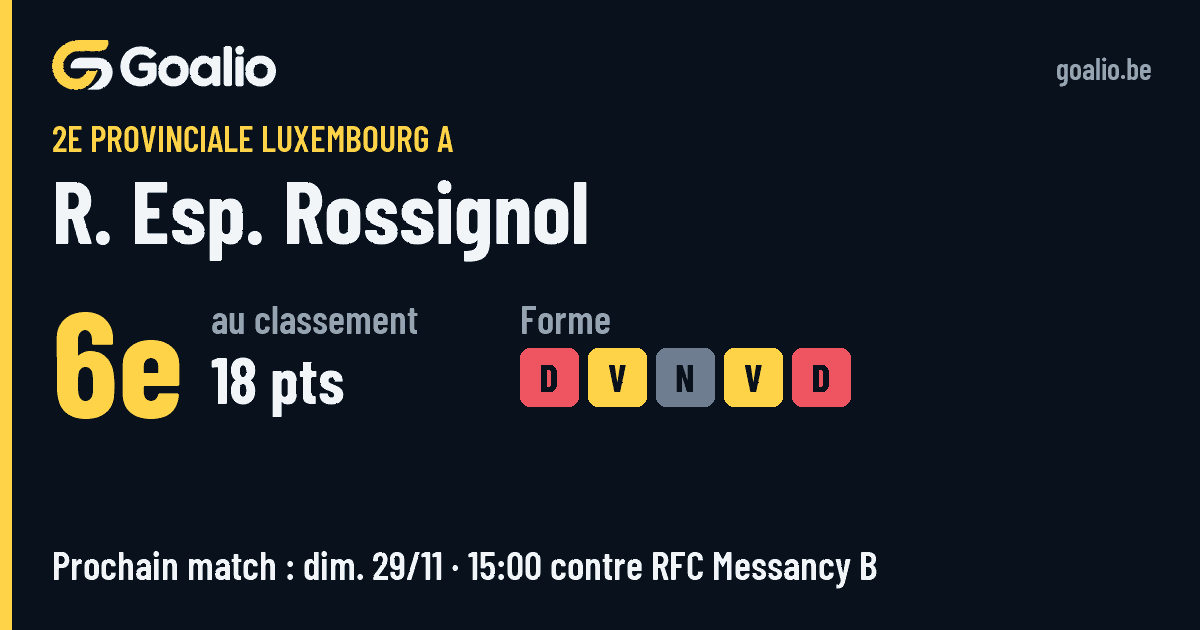 Goalio
goalio.be
2E PROVINCIALE LUXEMBOURG A
R. Esp. Rossignol
6e
au classement
18 pts
Forme
D V N V D
Prochain match : dim. 29/11 · 15:00 contre RFC Messancy B